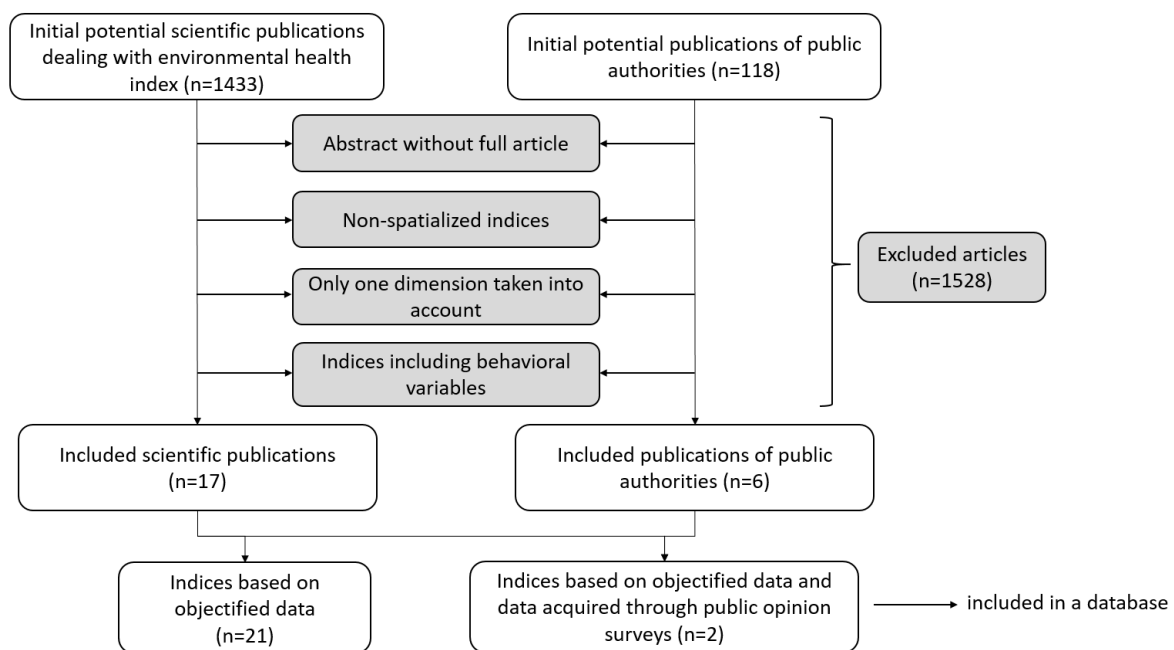 Initial potential scientific publications
dealing with environmental health
index (n=1433)
Initial potential publications of public
authorities (n=118)
Abstract without full article
Non-spatialized indices
Only one dimension taken into
account
Indices including behavioral
variables
Excluded articles
(n=1528)
Included scientific publications
(n=17)
Included publications of public
authorities (n=6)
Indices based on
objectified data
(n=21)
Indices based on objectified data and
data acquired through public opinion
surveys (n=2)
included in a database